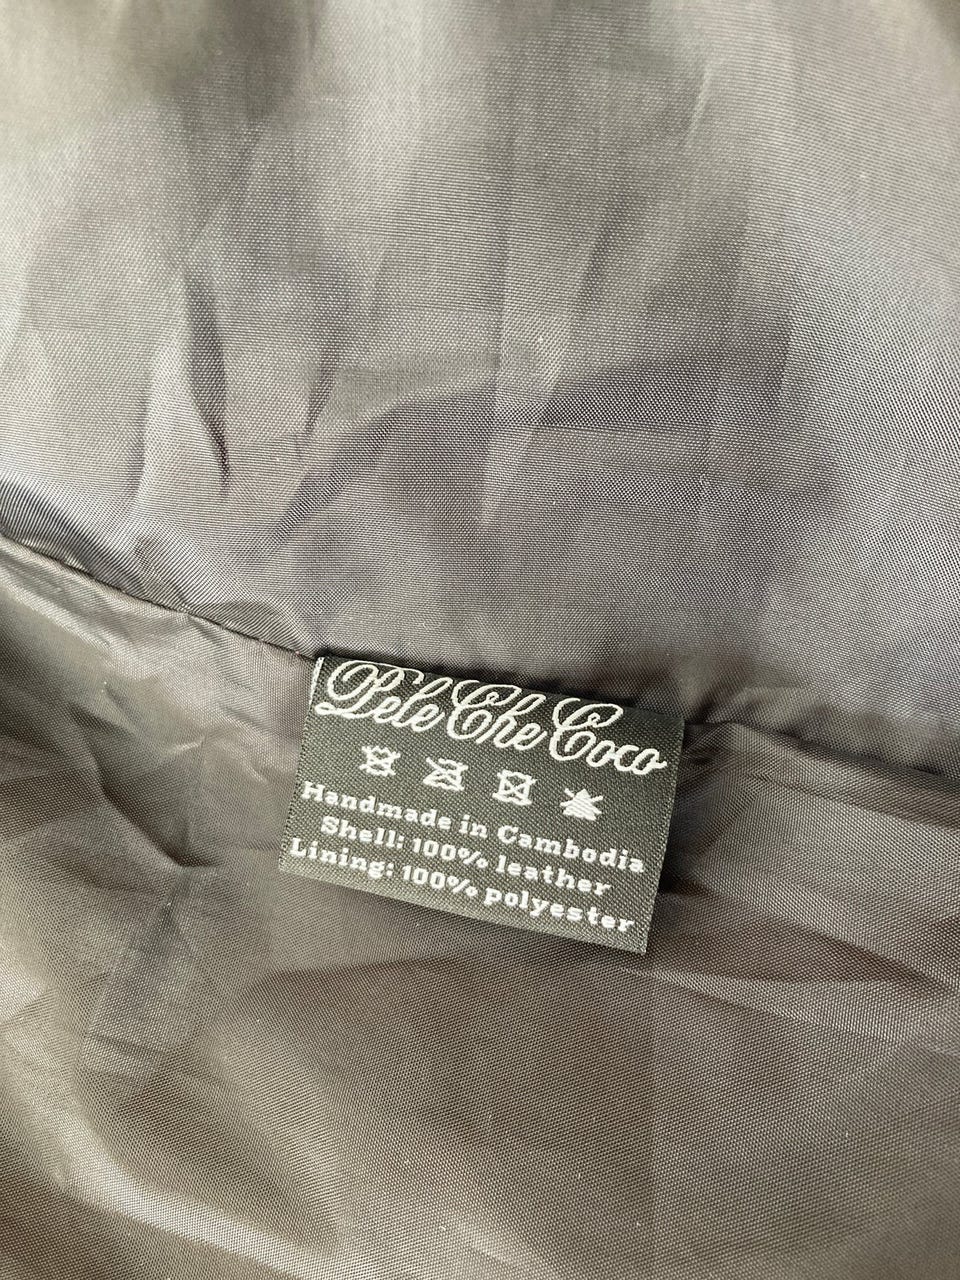 Pele Che Coco
Handmade in Cambodia
Shell: 100% leather
Lining: 100% polyester